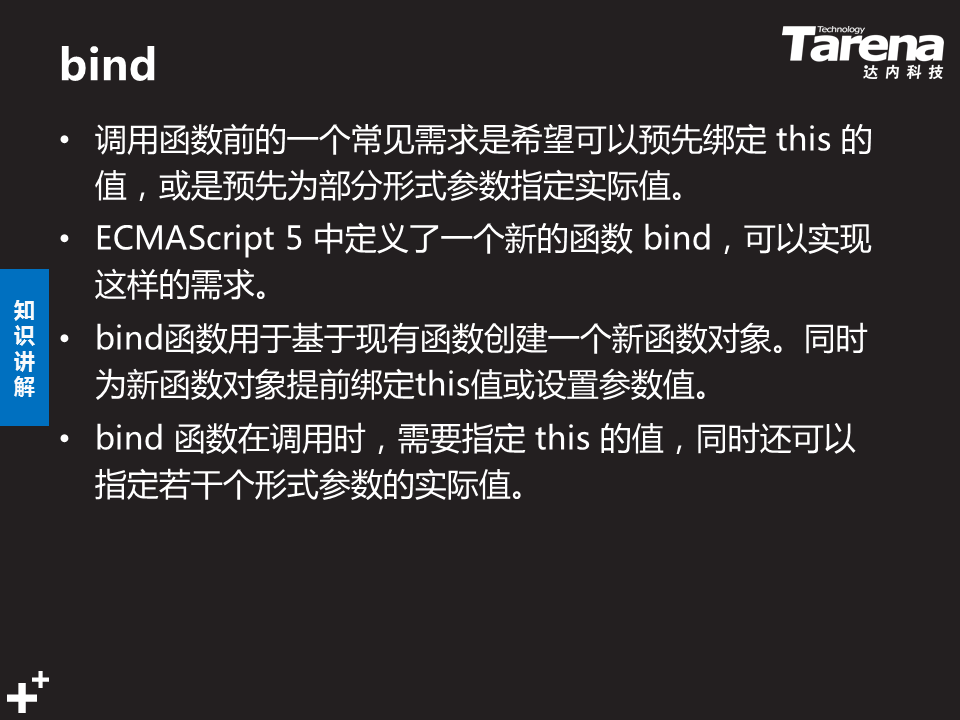 bind
Technology
Tarena
达内科技
• 调用函数前的一个常见需求是希望可以预先绑定 this 的
值，或是预先为部分形式参数指定实际值。
• ECMAScript 5 中定义了一个新的函数 bind，可以实现
这样的需求。
• bind函数用于基于现有函数创建一个新函数对象。同时
为新函数对象提前绑定this值或设置参数值。
• bind 函数在调用时，需要指定 this 的值，同时还可以
指定若干个形式参数的实际值。
知
识
讲
解